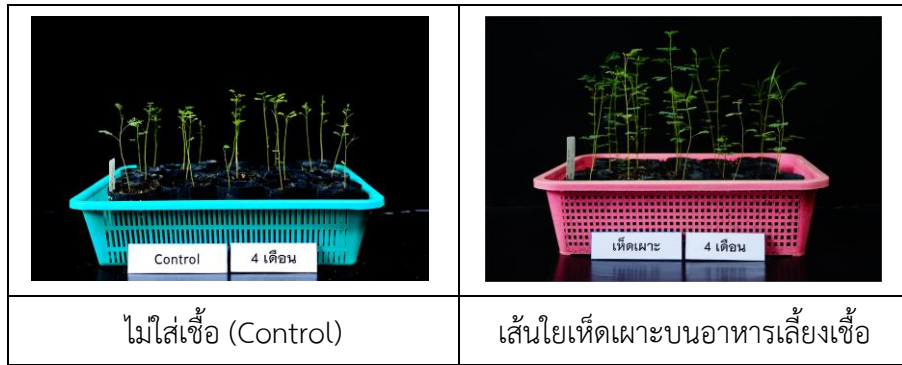 Control
4 เดือน
เห็ดเผาะ
4 เดือน
ไม่ใส่เชื้อ (Control)
เส้นใยเห็ดเผาะบนอาหารเลี้ยงเชื้อ